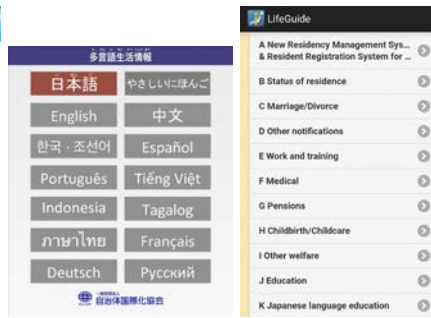 多言語生活情報
日本語
やさしいにほんご
English
中文
한국・조선어
Español
Português
Tiếng Việt
Indonesia
Tagalog
ภาษาไทย
Français
Deutsch
Русский
自治体国際化協会
LifeGuide
A New Residency Management Sys...
& Resident Registration System for ...
B Status of residence
C Marriage/Divorce
D Other notifications
E Work and training
F Medical
G Pensions
H Childbirth/Childcare
I Other welfare
J Education
K Japanese language education